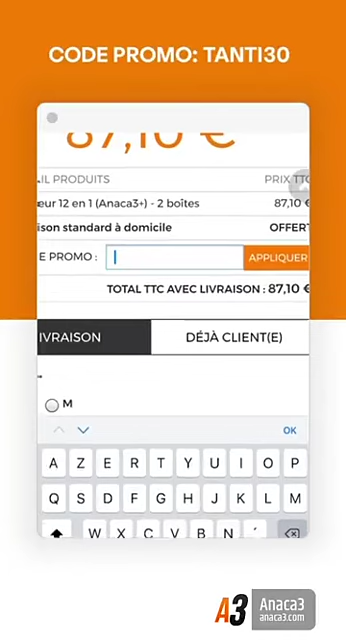 CODE PROMO: TANTI30
87,10 €
IL PRODUITS PRIX TTC
eur 12 en 1 (Anaca3+) - 2 boîtes 87,10 €
ison standard à domicile OFFERT
E PROMO : APPLIQUER
TOTAL TTC AVEC LIVRAISON : 87,10 €
IVRAISON DÉJÀ CLIENT(E)
M
OK
A Z E R T Y U I O P
Q S D F G H J K L M
W X C V B N ´
A3 Anaca3
anaca3.com